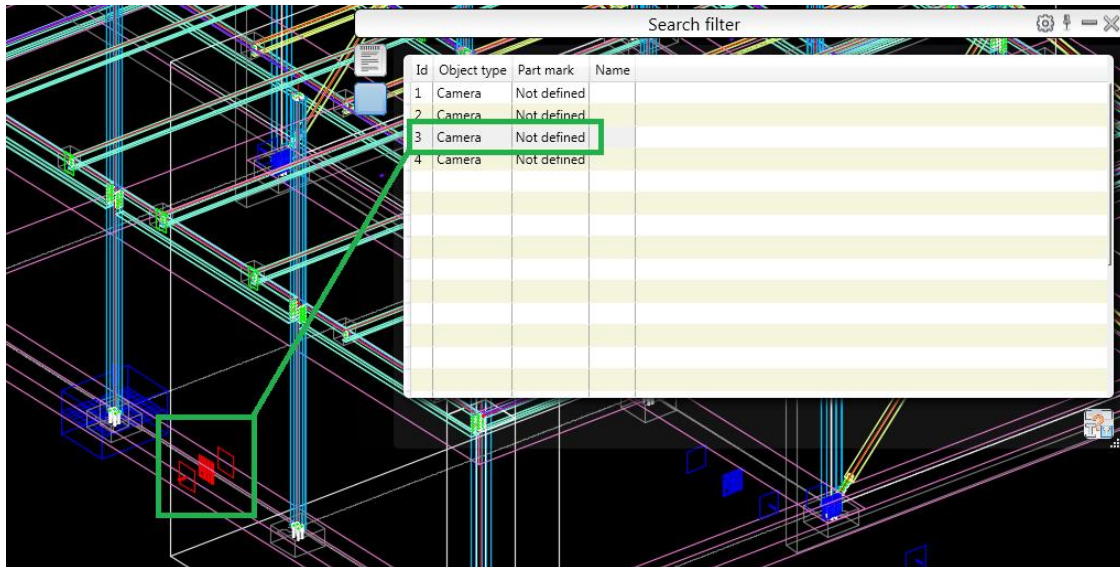 Search filter
Id Object type Part mark Name
1 Camera Not defined
2 Camera Not defined
3 Camera Not defined
4 Camera Not defined